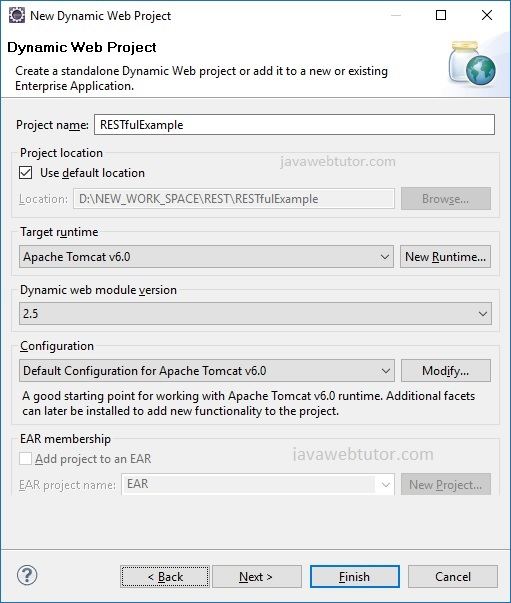 New Dynamic Web Project
Dynamic Web Project
Create a standalone Dynamic Web project or add it to a new or existing
Enterprise Application.
Project name: RESTfulExample
Project location
javawebtutor.com
Use default location
Location: D:\NEW_WORK_SPACE\REST\RESTfulExample Browse...
Target runtime
Apache Tomcat v6.0 New Runtime...
Dynamic web module version
2.5
Configuration
Default Configuration for Apache Tomcat v6.0 Modify...
A good starting point for working with Apache Tomcat v6.0 runtime. Additional facets
can later be installed to add new functionality to the project.
EAR membership
Add project to an EAR
javawebtutor.com
EAR project name: EAR New Project...
? < Back Next > Finish Cancel